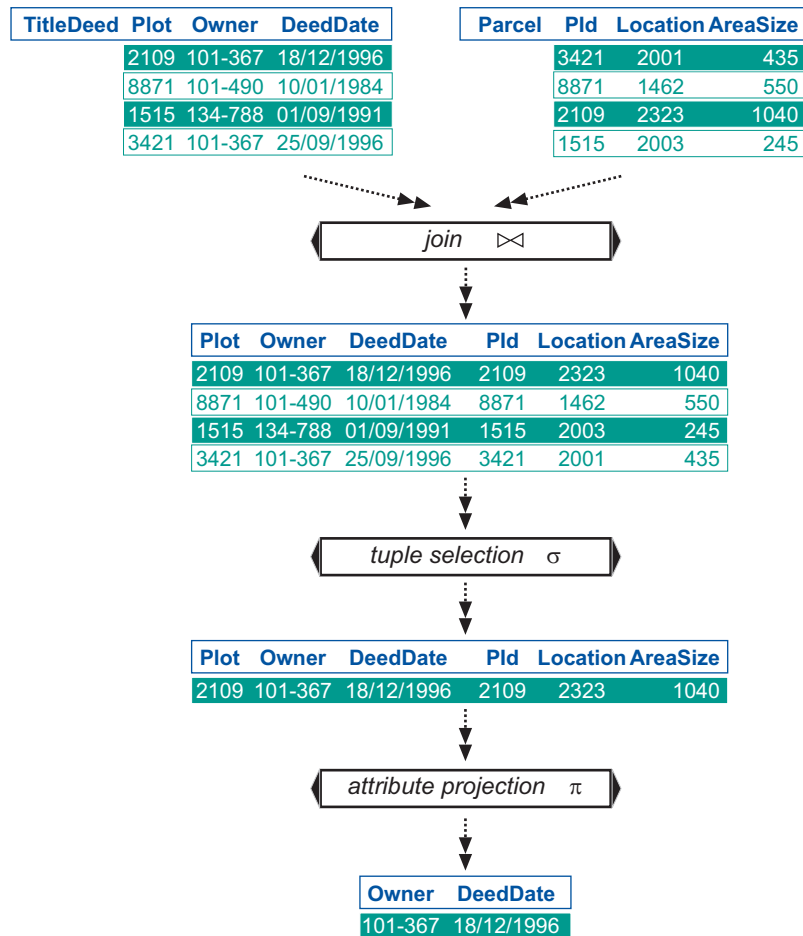 TitleDeed Plot Owner DeedDate
2109 101-367 18/12/1996
8871 101-490 10/01/1984
1515 134-788 01/09/1991
3421 101-367 25/09/1996
Parcel PId Location AreaSize
3421 2001 435
8871 1462 550
2109 2323 1040
1515 2003 245
join ⋈
Plot Owner DeedDate PId Location AreaSize
2109 101-367 18/12/1996 2109 2323 1040
8871 101-490 10/01/1984 8871 1462 550
1515 134-788 01/09/1991 1515 2003 245
3421 101-367 25/09/1996 3421 2001 435
tuple selection σ
Plot Owner DeedDate PId Location AreaSize
2109 101-367 18/12/1996 2109 2323 1040
attribute projection π
Owner DeedDate
101-367 18/12/1996